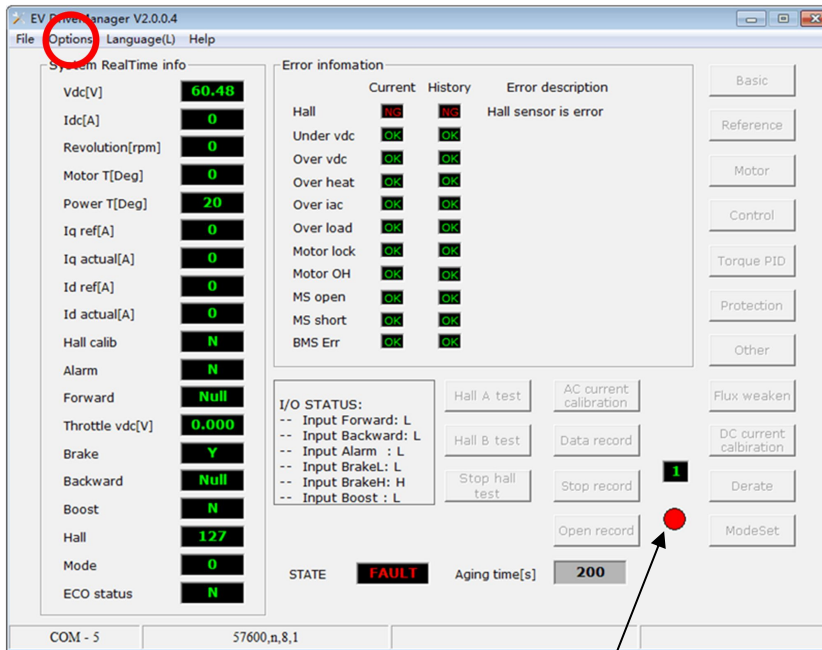 EV DriverManager V2.0.0.4
File Options Language(L) Help
System RealTime info
Vdc[V] 60.48
Idc[A] 0
Revolution[rpm] 0
Motor T[Deg] 0
Power T[Deg] 20
Iq ref[A] 0
Iq actual[A] 0
Id ref[A] 0
Id actual[A] 0
Hall calib N
Alarm N
Forward Null
Throttle vdc[V] 0.000
Brake Y
Backward Null
Boost N
Hall 127
Mode 0
ECO status N
Error infomation
Current History Error description
Hall NG NG Hall sensor is error
Under vdc OK OK
Over vdc OK OK
Over heat OK OK
Over iac OK OK
Over load OK OK
Motor lock OK OK
Motor OH OK OK
MS open OK OK
MS short OK OK
BMS Err OK OK
I/O STATUS:
-- Input Forward: L
-- Input Backward: L
-- Input Alarm : L
-- Input BrakeL: L
-- Input BrakeH: H
-- Input Boost : L
Hall A test
Hall B test
Stop hall
test
AC current
calibration
Data record
Stop record
Open record
1
STATE FAULT Aging time[s] 200
Basic
Reference
Motor
Control
Torque PID
Protection
Other
Flux weaken
DC current
calbiration
Derate
ModeSet
COM - 5 57600,n,8,1